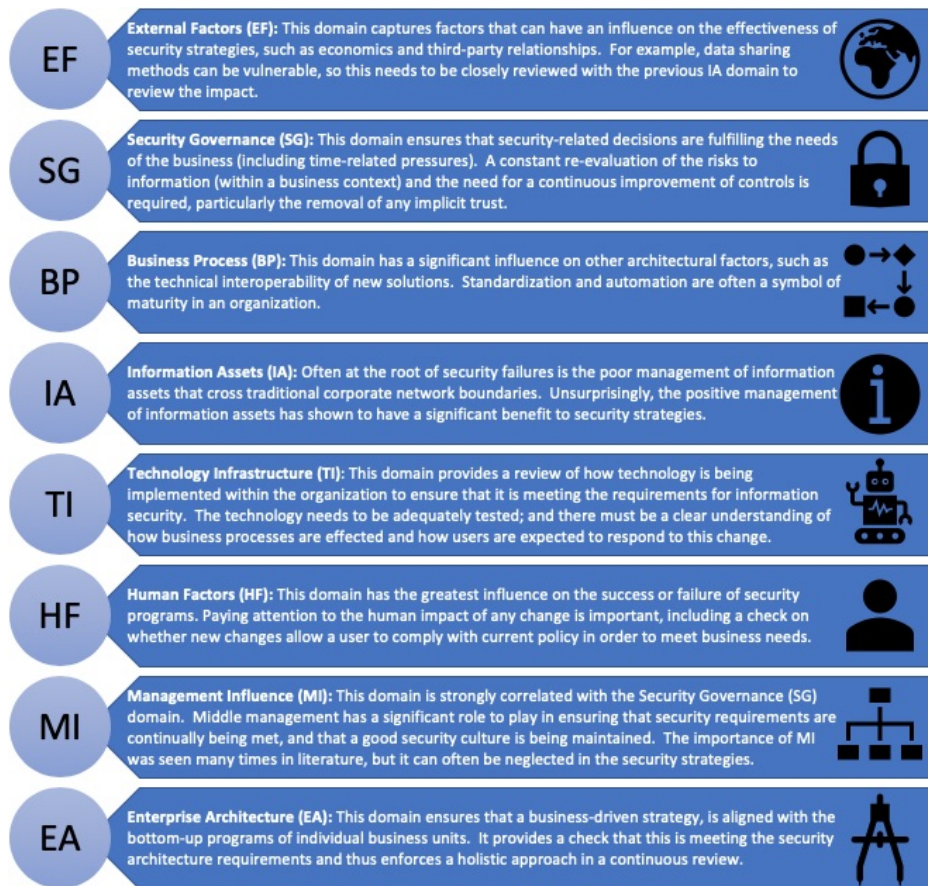 EF
External Factors (EF): This domain captures factors that can have an influence on the effectiveness of
security strategies, such as economics and third-party relationships.  For example, data sharing
methods can be vulnerable, so this needs to be closely reviewed with the previous IA domain to
review the impact.
SG
Security Governance (SG): This domain ensures that security-related decisions are fulfilling the needs
of the business (including time-related pressures).  A constant re-evaluation of the risks to
information (within a business context) and the need for a continuous improvement of controls is
required, particularly the removal of any implicit trust.
BP
Business Process (BP): This domain has a significant influence on other architectural factors, such as
the technical interoperability of new solutions.  Standardization and automation are often a symbol of
maturity in an organization.
IA
Information Assets (IA): Often at the root of security failures is the poor management of information
assets that cross traditional corporate network boundaries.  Unsurprisingly, the positive management
of information assets has shown to have a significant benefit to security strategies.
i
TI
Technology Infrastructure (TI): This domain provides a review of how technology is being
implemented within the organization to ensure that it is meeting the requirements for information
security.  The technology needs to be adequately tested; and there must be a clear understanding of
how business processes are effected and how users are expected to respond to this change.
HF
Human Factors (HF): This domain has the greatest influence on the success or failure of security
programs. Paying attention to the human impact of any change is important, including a check on
whether new changes allow a user to comply with current policy in order to meet business needs.
MI
Management Influence (MI): This domain is strongly correlated with the Security Governance (SG)
domain.  Middle management has a significant role to play in ensuring that security requirements are
continually being met, and that a good security culture is being maintained.  The importance of MI
was seen many times in literature, but it can often be neglected in the security strategies.
EA
Enterprise Architecture (EA): This domain ensures that a business-driven strategy, is aligned with the
bottom-up programs of individual business units.  It provides a check that this is meeting the security
architecture requirements and thus enforces a holistic approach in a continuous review.